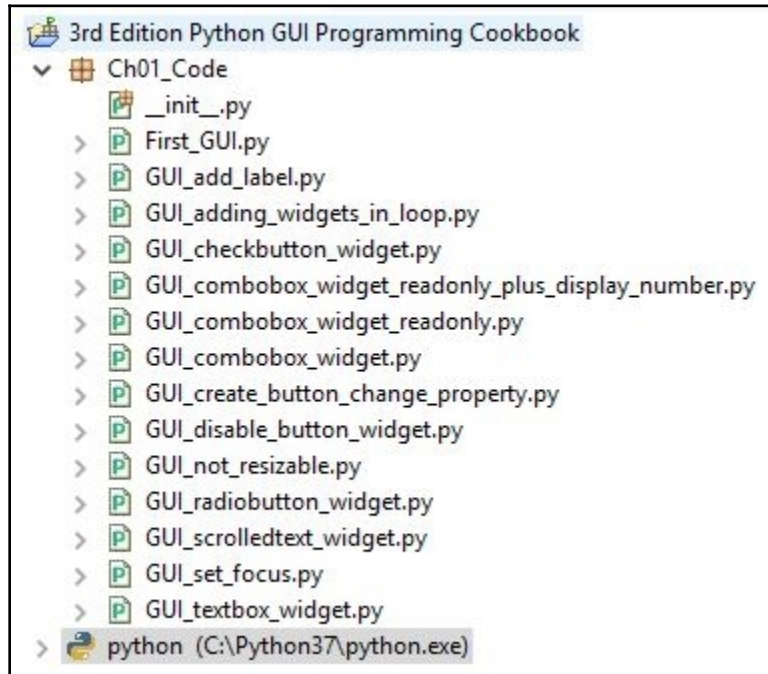 3rd Edition Python GUI Programming Cookbook
Ch01_Code
__init__.py
First_GUI.py
GUI_add_label.py
GUI_adding_widgets_in_loop.py
GUI_checkbutton_widget.py
GUI_combobox_widget_readonly_plus_display_number.py
GUI_combobox_widget_readonly.py
GUI_combobox_widget.py
GUI_create_button_change_property.py
GUI_disable_button_widget.py
GUI_not_resizable.py
GUI_radiobutton_widget.py
GUI_scrolledtext_widget.py
GUI_set_focus.py
GUI_textbox_widget.py
python (C:\Python37\python.exe)